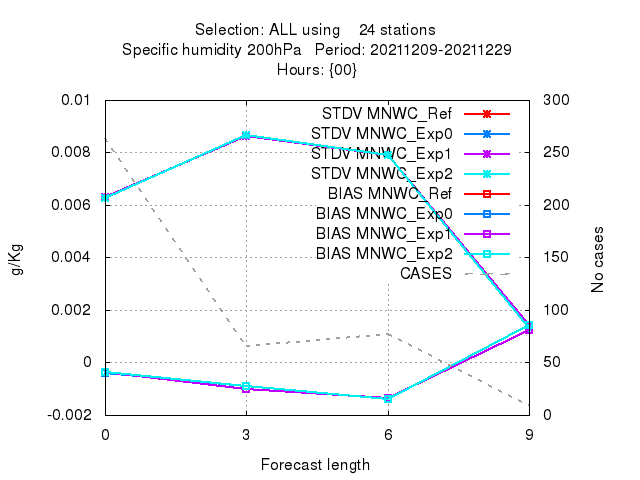 Selection: ALL using 24 stations
Specific humidity 200hPa Period: 20211209-20211229
Hours: {00}
0.01
0.008
0.006
0.004
0.002
0
-0.002
g/Kg
STDV MNWC_Ref
STDV MNWC_Exp0
STDV MNWC_Exp1
STDV MNWC_Exp2
BIAS MNWC_Ref
BIAS MNWC_Exp0
BIAS MNWC_Exp1
BIAS MNWC_Exp2
CASES
300
250
200
150
100
50
0
No cases
0 3 6 9
Forecast length